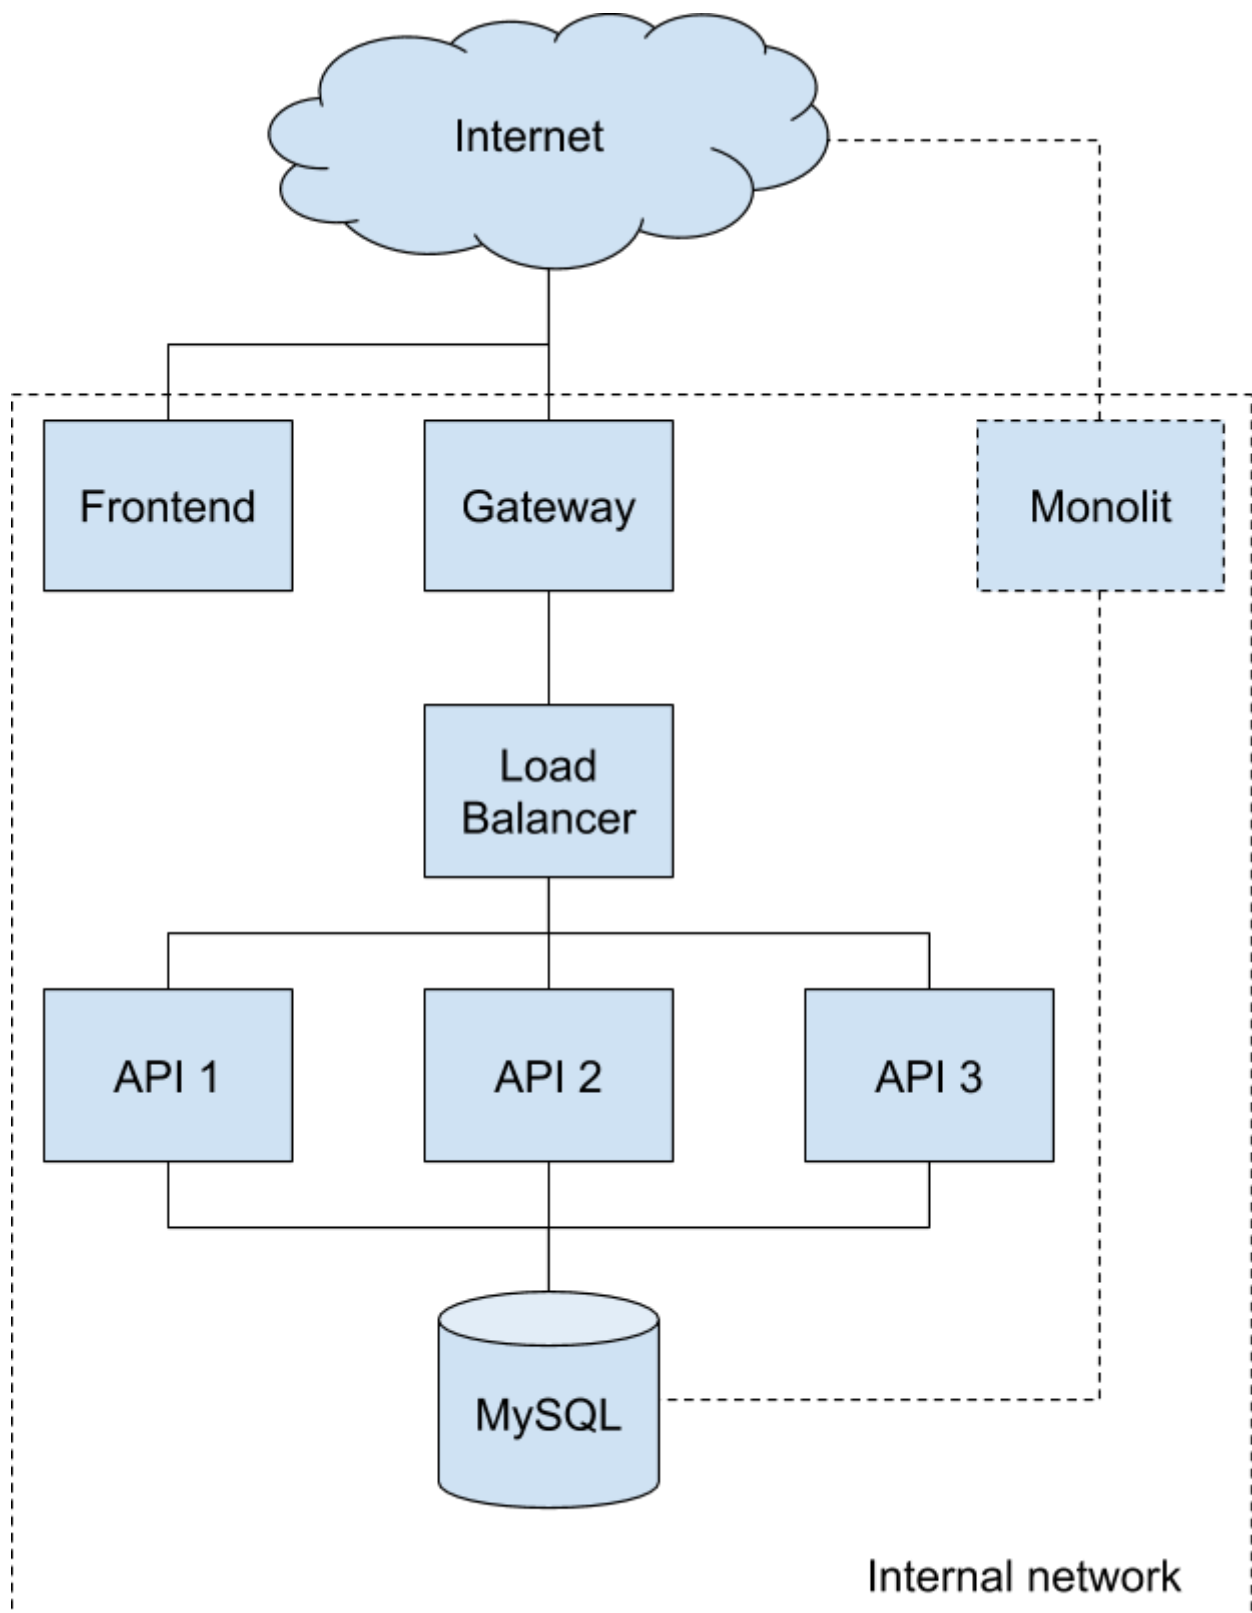 Internet
Frontend
Gateway
Monolit
Load
Balancer
API 1
API 2
API 3
MySQL
Internal network